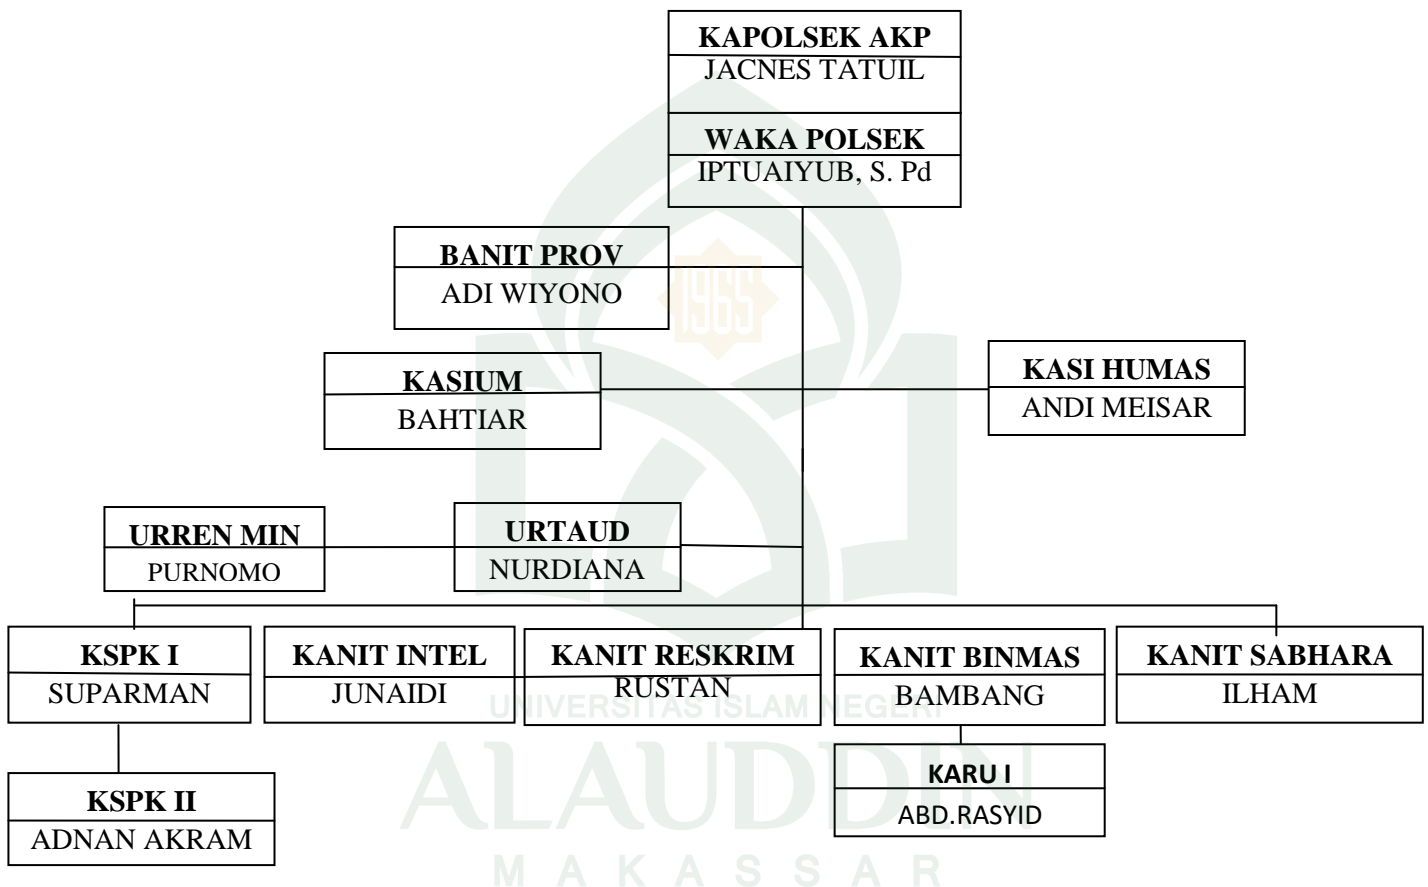 KAPOLSEK AKP
JACNES TATUIL
WAKA POLSEK
IPTUAIYUB, S. Pd
BANIT PROV
ADI WIYONO
1965
KASIUM
BAHTIAR
KASI HUMAS
ANDI MEISAR
URREN MIN
PURNOMO
URTAUD
NURDIANA
KSPK I
SUPARMAN
KANIT INTEL
JUNAIDI
KANIT RESKRIM
RUSTAN
KANIT BINMAS
BAMBANG
KANIT SABHARA
ILHAM
UNIVERSITAS ISLAM NEGERI
KSPK II
ADNAN AKRAM
KARU I
ABD.RASYID
ALAUDDIN
MAKASSAR